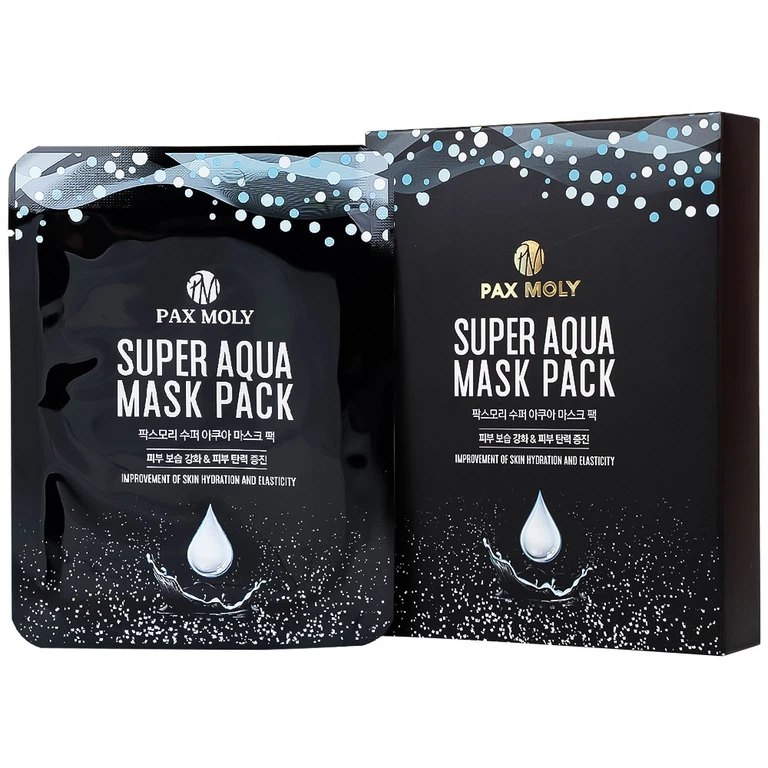 PM
PAX MOLY
SUPER AQUA
MASK PACK
팍스모리 수퍼 아쿠아 마스크 팩
피부 보습 강화 & 피부 탄력 증진
IMPROVEMENT OF SKIN HYDRATION AND ELASTICITY
PM
PAX MOLY
SUPER AQUA
MASK PACK
팍스모리 수퍼 아쿠아 마스크 팩
피부 보습 강화 & 피부 탄력 증진
IMPROVEMENT OF SKIN HYDRATION AND ELASTICITY